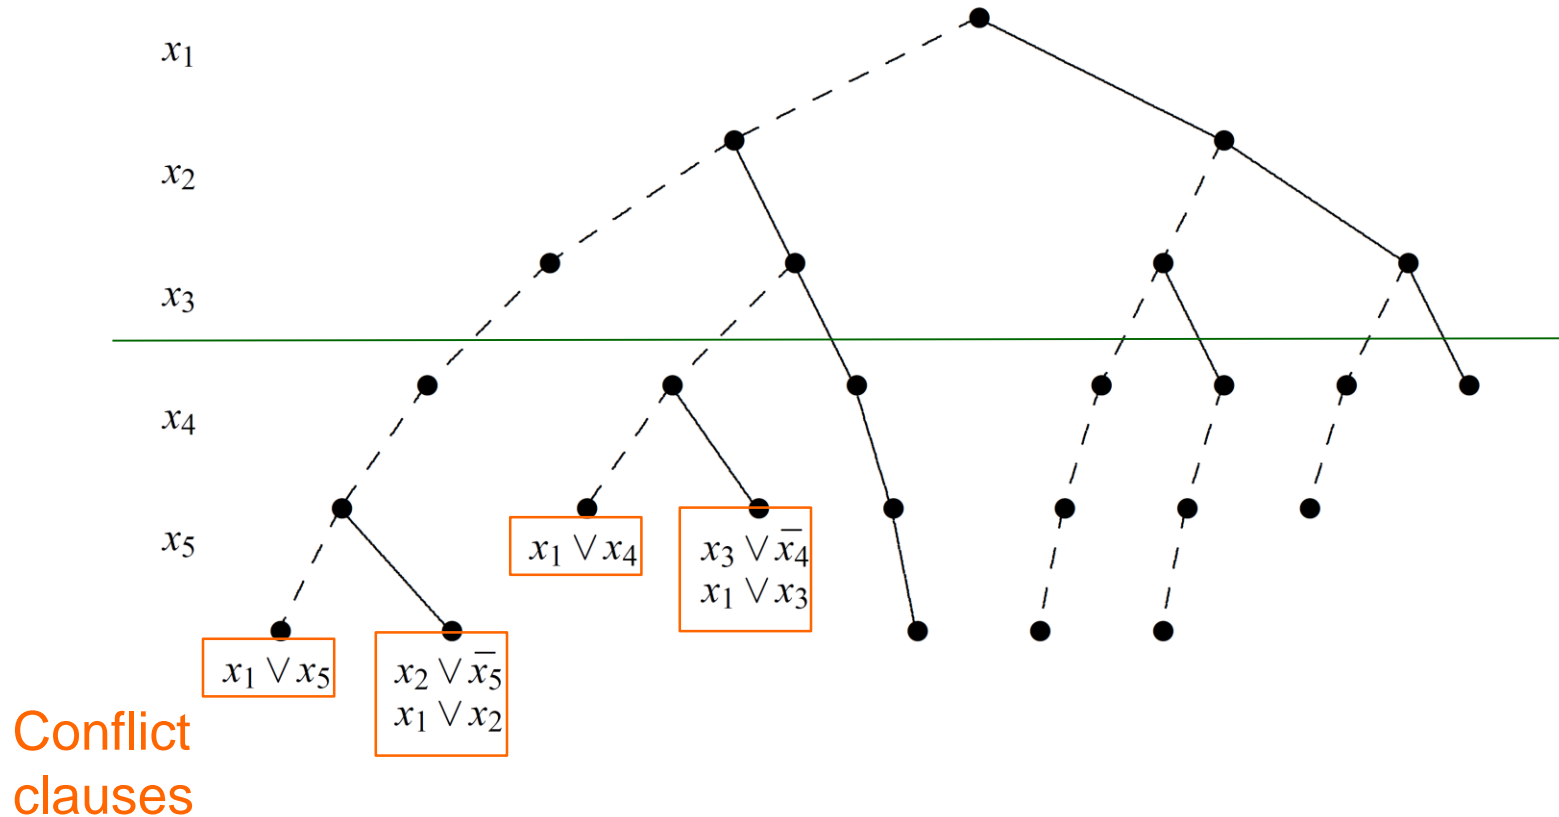 x₁
x₂
x₃
x₄
x₁ ∨ x₄
x₃ ∨ x̅₄
x₁ ∨ x₃
x₅
x₁ ∨ x₅
x₂ ∨ x̅₅
x₁ ∨ x₂
Conflict
clauses